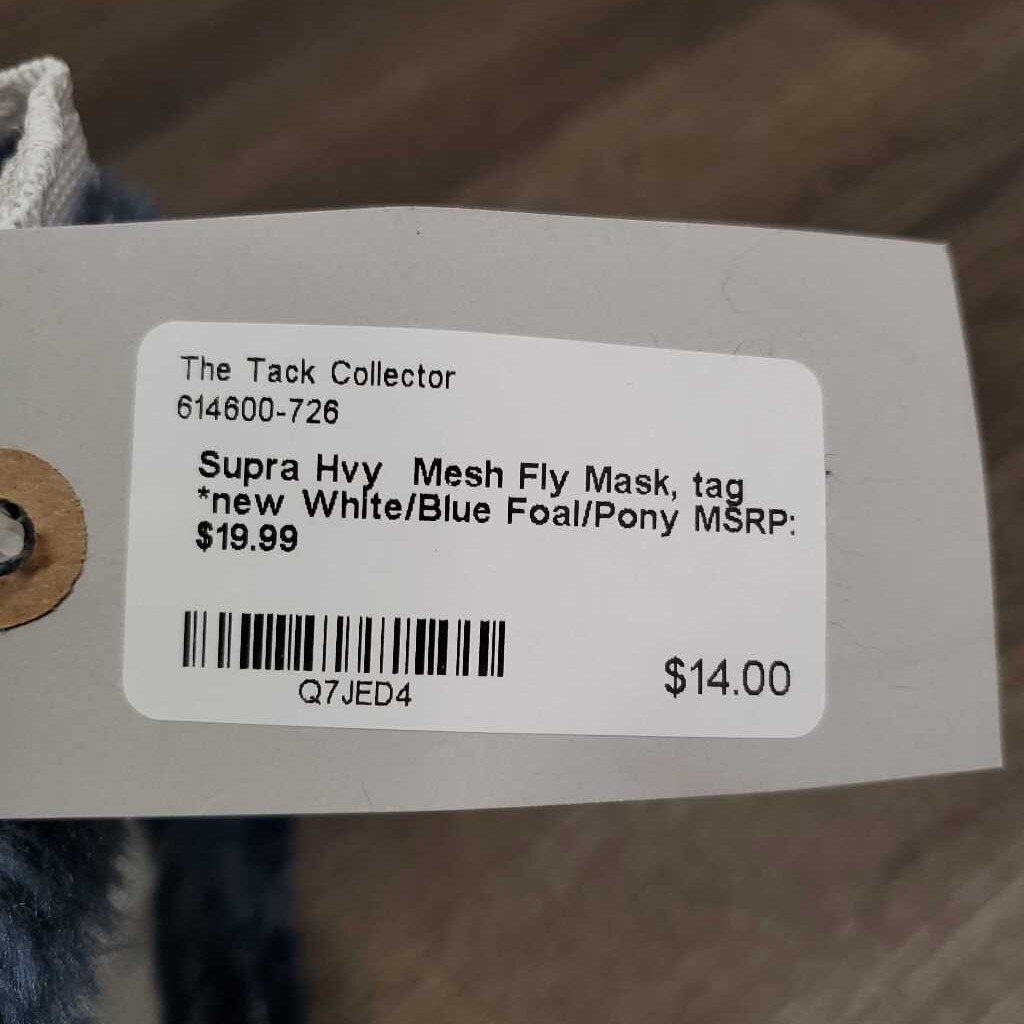 The Tack Collector
614600-726
Supra Hvy Mesh Fly Mask, tag
*new White/Blue Foal/Pony MSRP:
$19.99
Q7JED4
$14.00